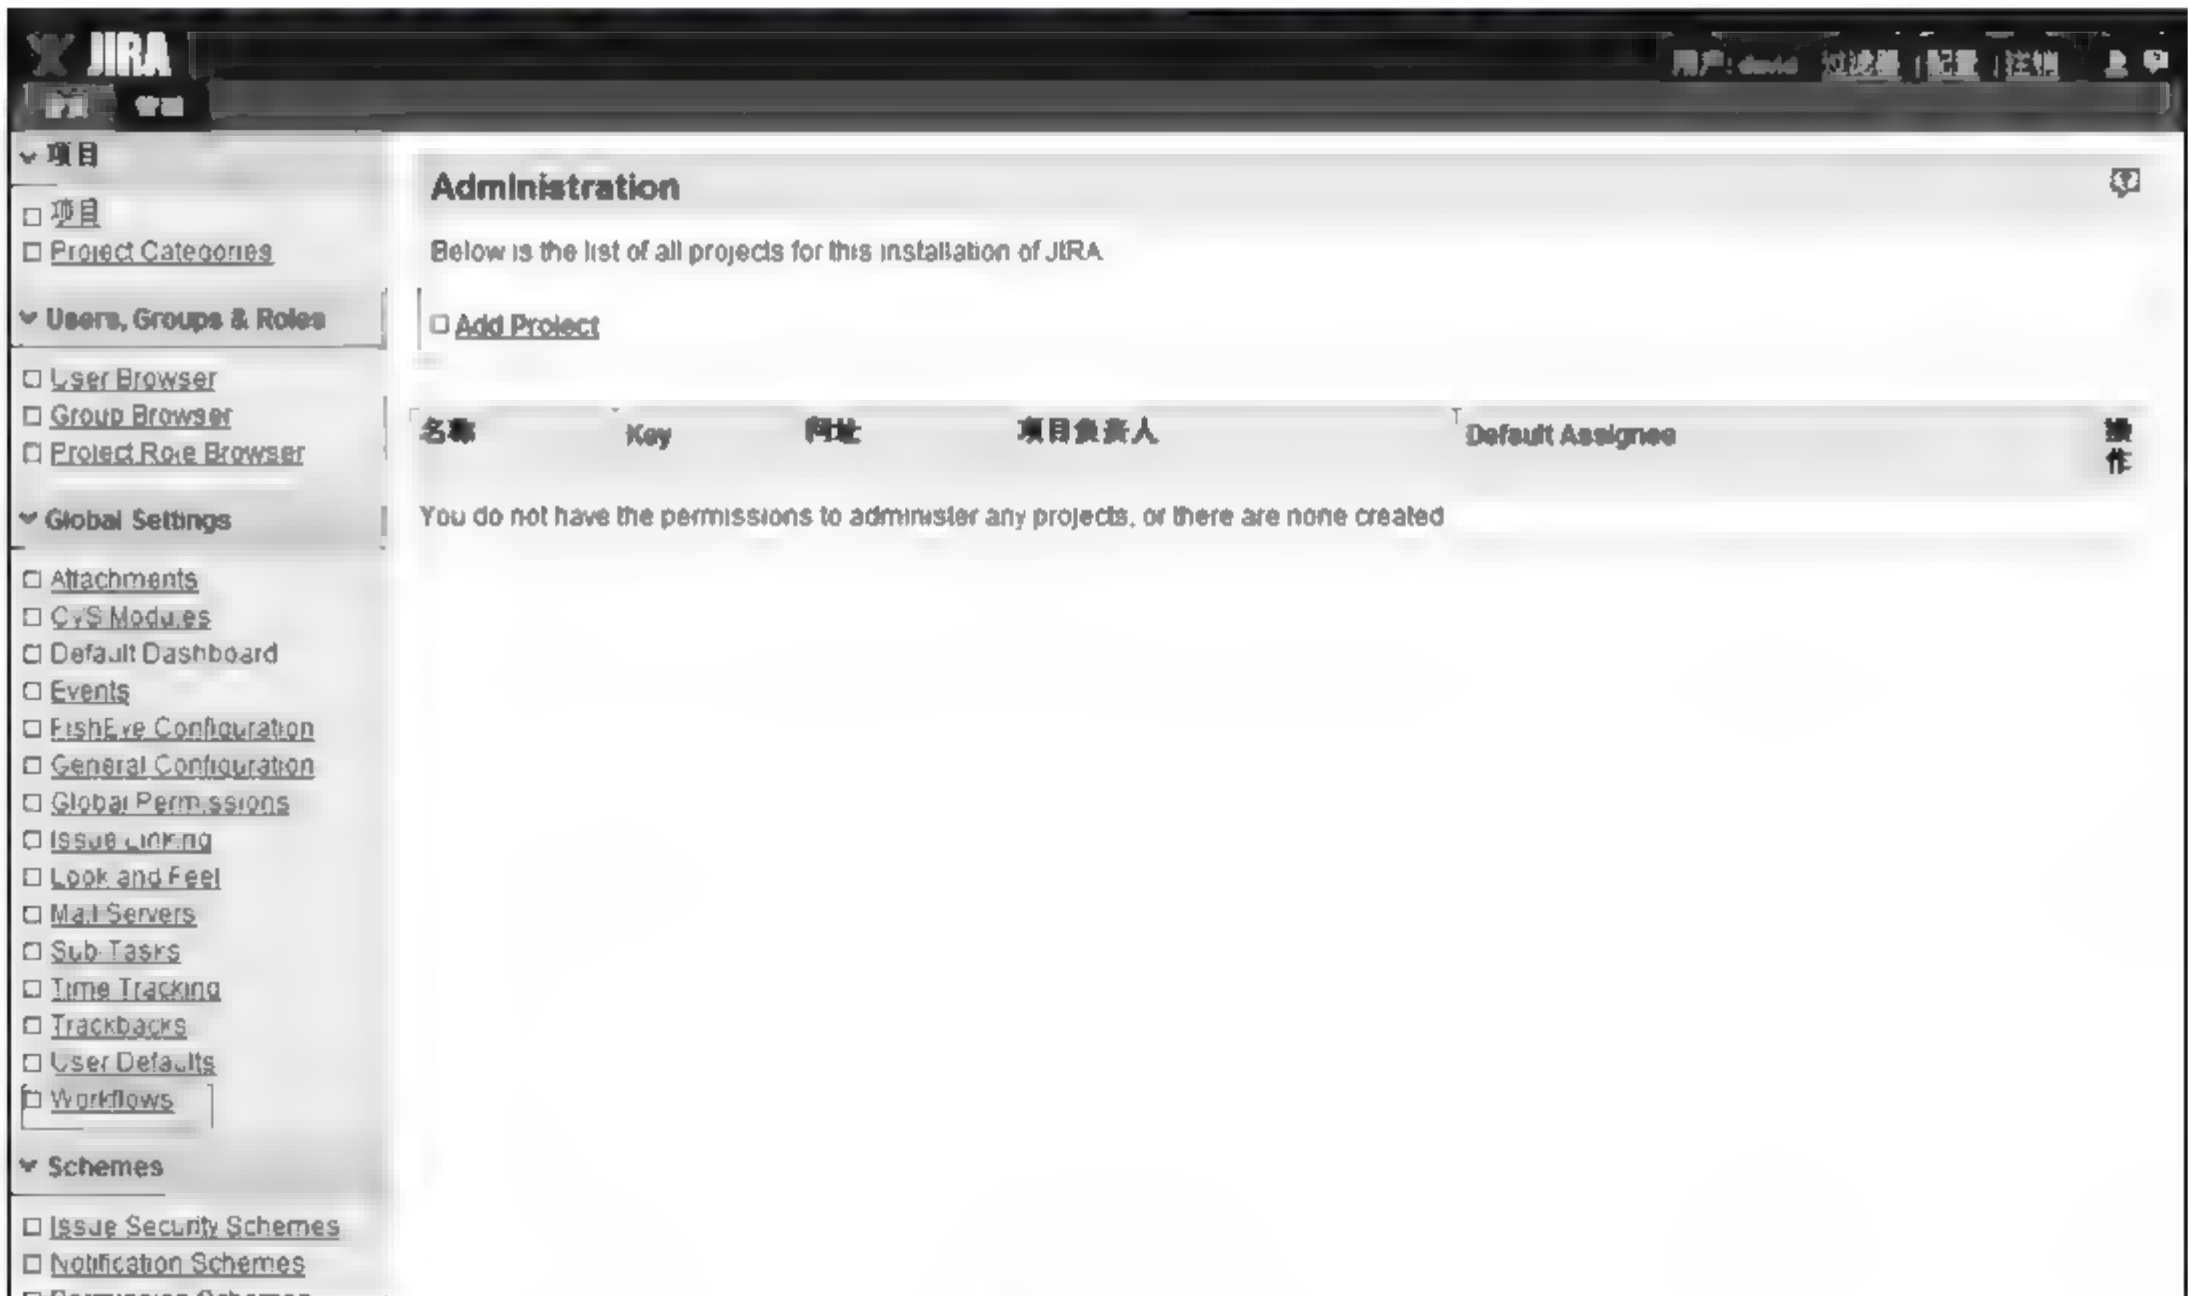 JIRA
用户: david 过滤器 | 配置 | 注销
项目
项目
Project Categories
Users, Groups & Roles
User Browser
Group Browser
Project Role Browser
Global Settings
Attachments
CVS Modules
Default Dashboard
Events
FishEye Configuration
General Configuration
Global Permissions
Issue Linking
Look and Feel
Mail Servers
Sub-Tasks
Time Tracking
Trackbacks
User Defaults
Workflows
Schemes
Issue Security Schemes
Notification Schemes
Permission Schemes
Administration
Below is the list of all projects for this installation of JIRA
Add Project
名称 Key 网址 项目负责人 Default Assignee 操作
You do not have the permissions to administer any projects, or there are none created